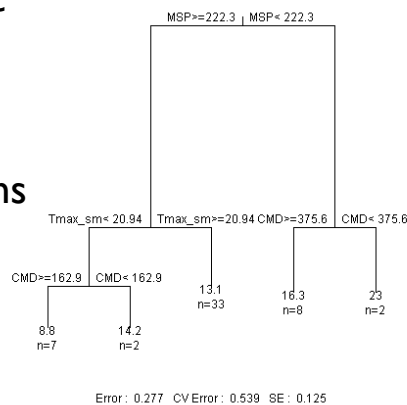 MSP>=222.3 MSP< 222.3
ns
Tmax_sm< 20.94 Tmax_sm>=20.94 CMD>=375.6 CMD< 375.6
CMD>=162.9 CMD< 162.9
13.1
n=33
16.3
n=8
23
n=2
8.8
n=7
14.2
n=2
Error : 0.277 CV Error : 0.539 SE : 0.125